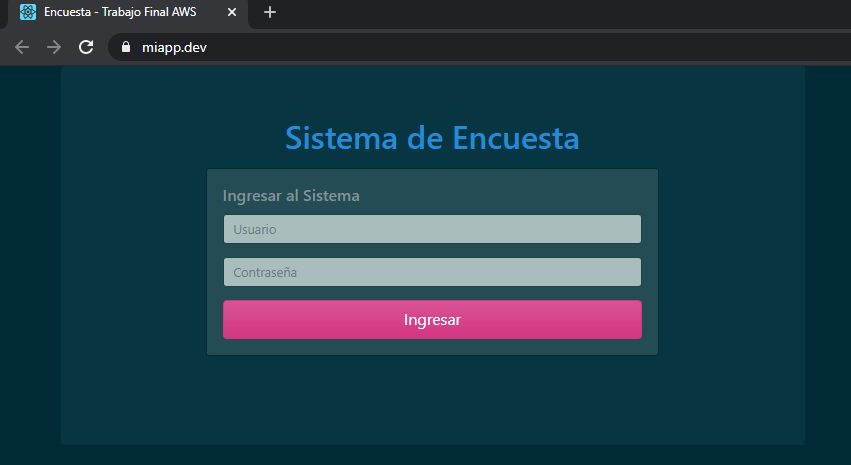 Encuesta - Trabajo Final AWS
miapp.dev
Sistema de Encuesta
Ingresar al Sistema
Usuario
Contraseña
Ingresar